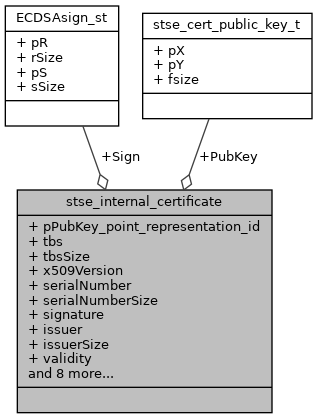 ECDSAsign_st
+ pR
+ rSize
+ pS
+ sSize
stse_cert_public_key_t
+ pX
+ pY
+ fsize
+Sign
+PubKey
stse_internal_certificate
+ pPubKey_point_representation_id
+ tbs
+ tbsSize
+ x509Version
+ serialNumber
+ serialNumberSize
+ signature
+ issuer
+ issuerSize
+ validity
and 8 more...